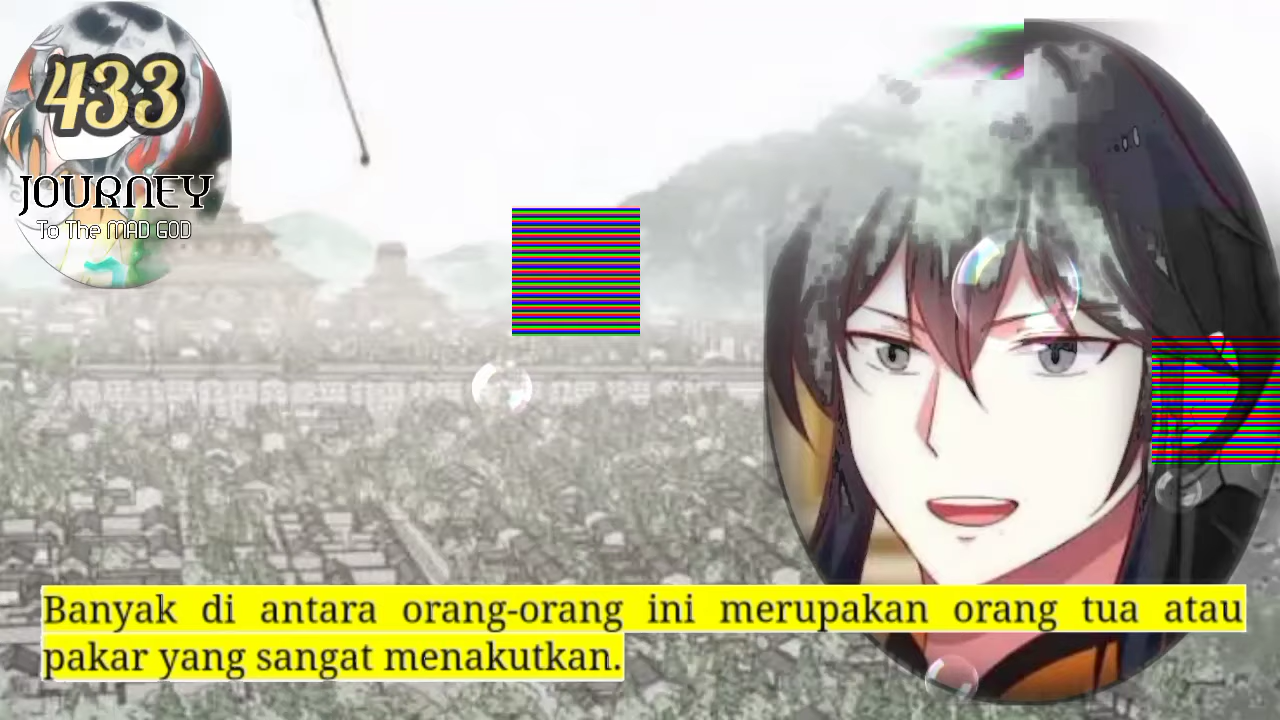 433
JOURNEY
To The MAD GOD
Banyak di antara orang-orang ini merupakan orang tua atau
pakar yang sangat menakutkan.